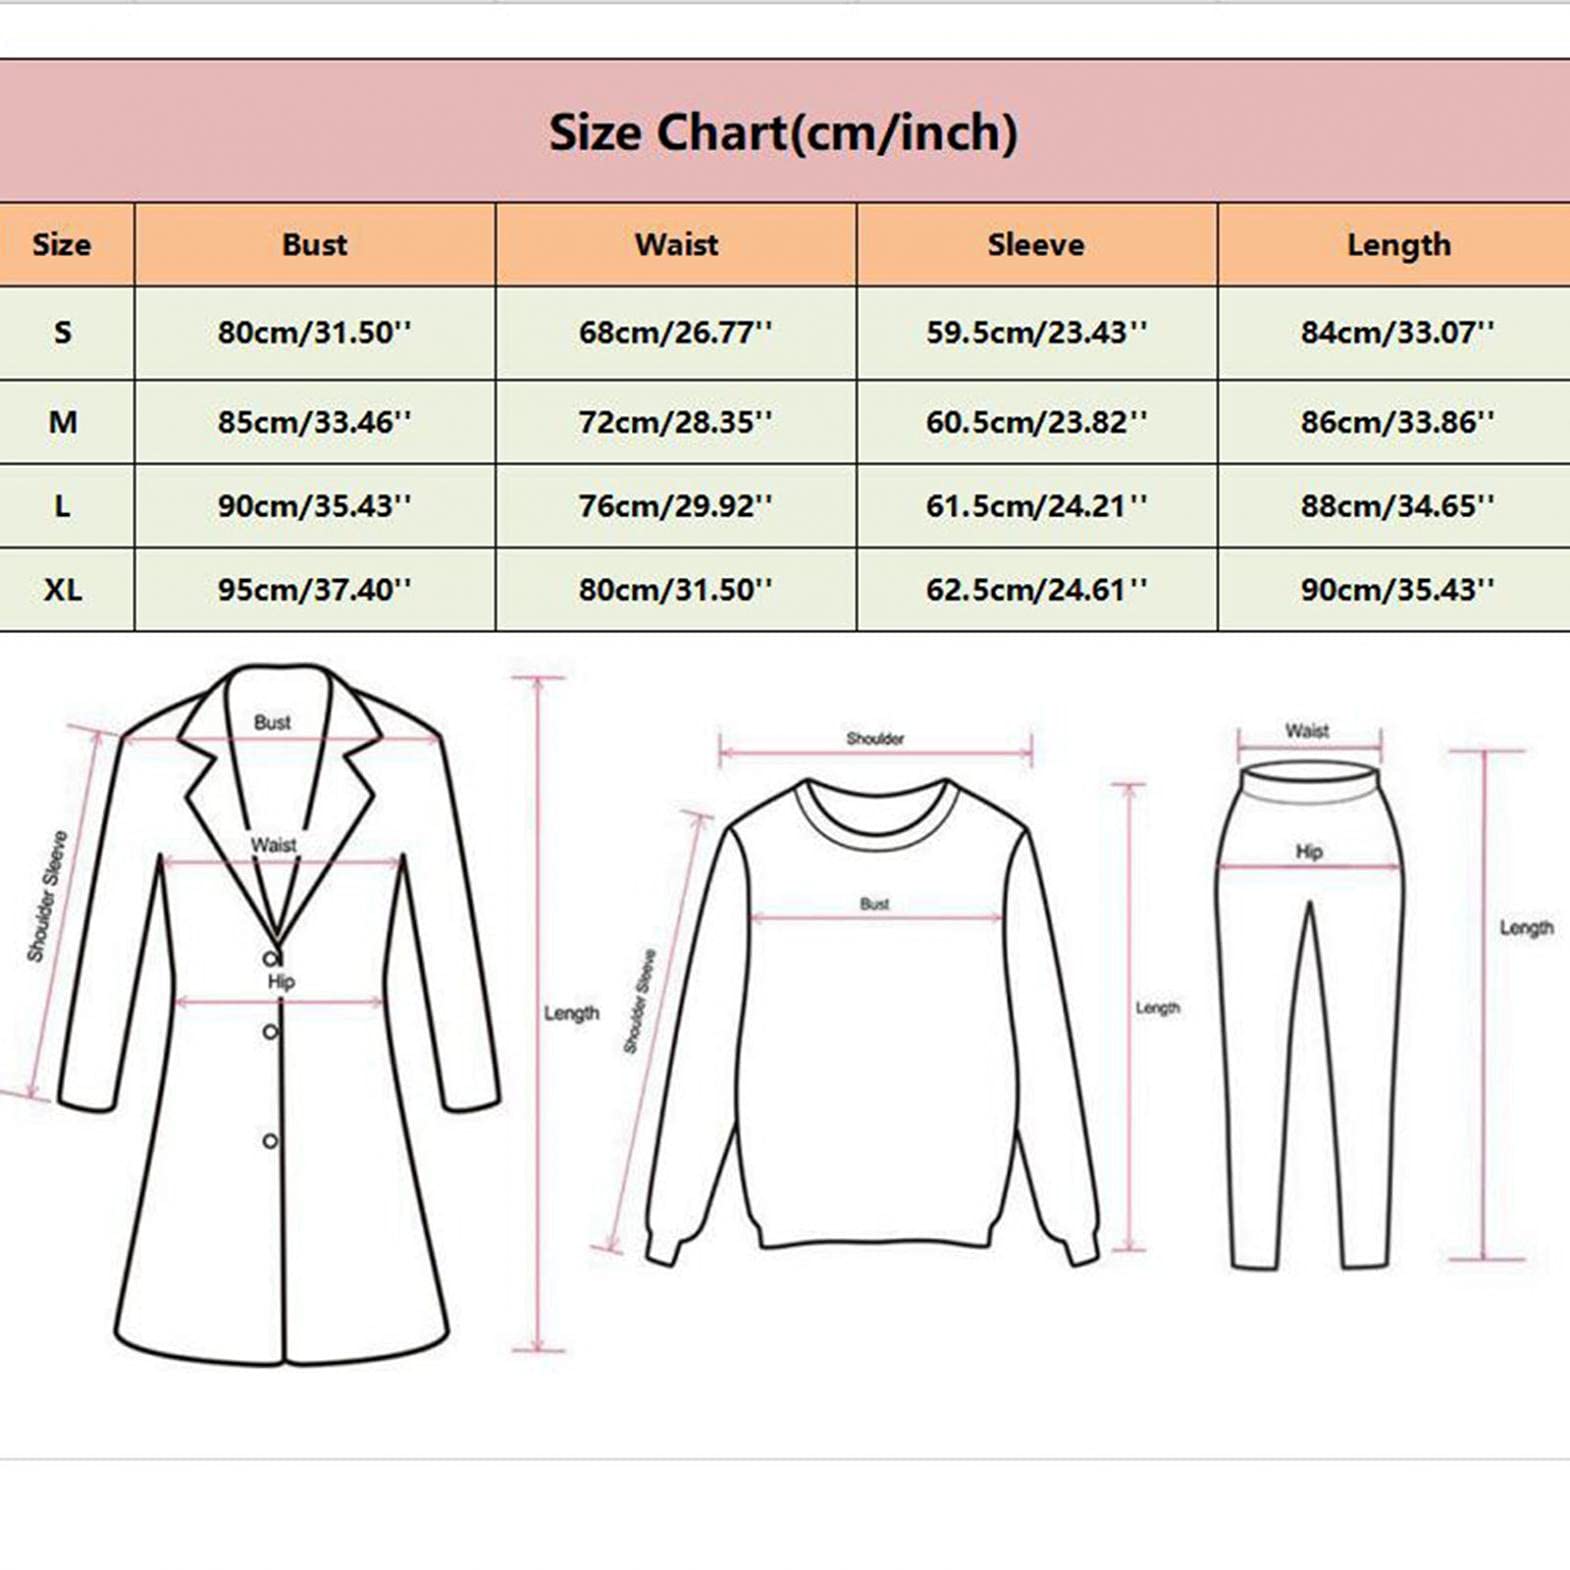 Size Chart(cm/inch)
Size Bust Waist Sleeve Length
S 80cm/31.50'' 68cm/26.77'' 59.5cm/23.43'' 84cm/33.07''
M 85cm/33.46'' 72cm/28.35'' 60.5cm/23.82'' 86cm/33.86''
L 90cm/35.43'' 76cm/29.92'' 61.5cm/24.21'' 88cm/34.65''
XL 95cm/37.40'' 80cm/31.50'' 62.5cm/24.61'' 90cm/35.43''
Bust
Waist
Shoulder Sleeve
Hip
Length
Shoulder
Bust
Shoulder Sleeve
Length
Waist
Hip
Length